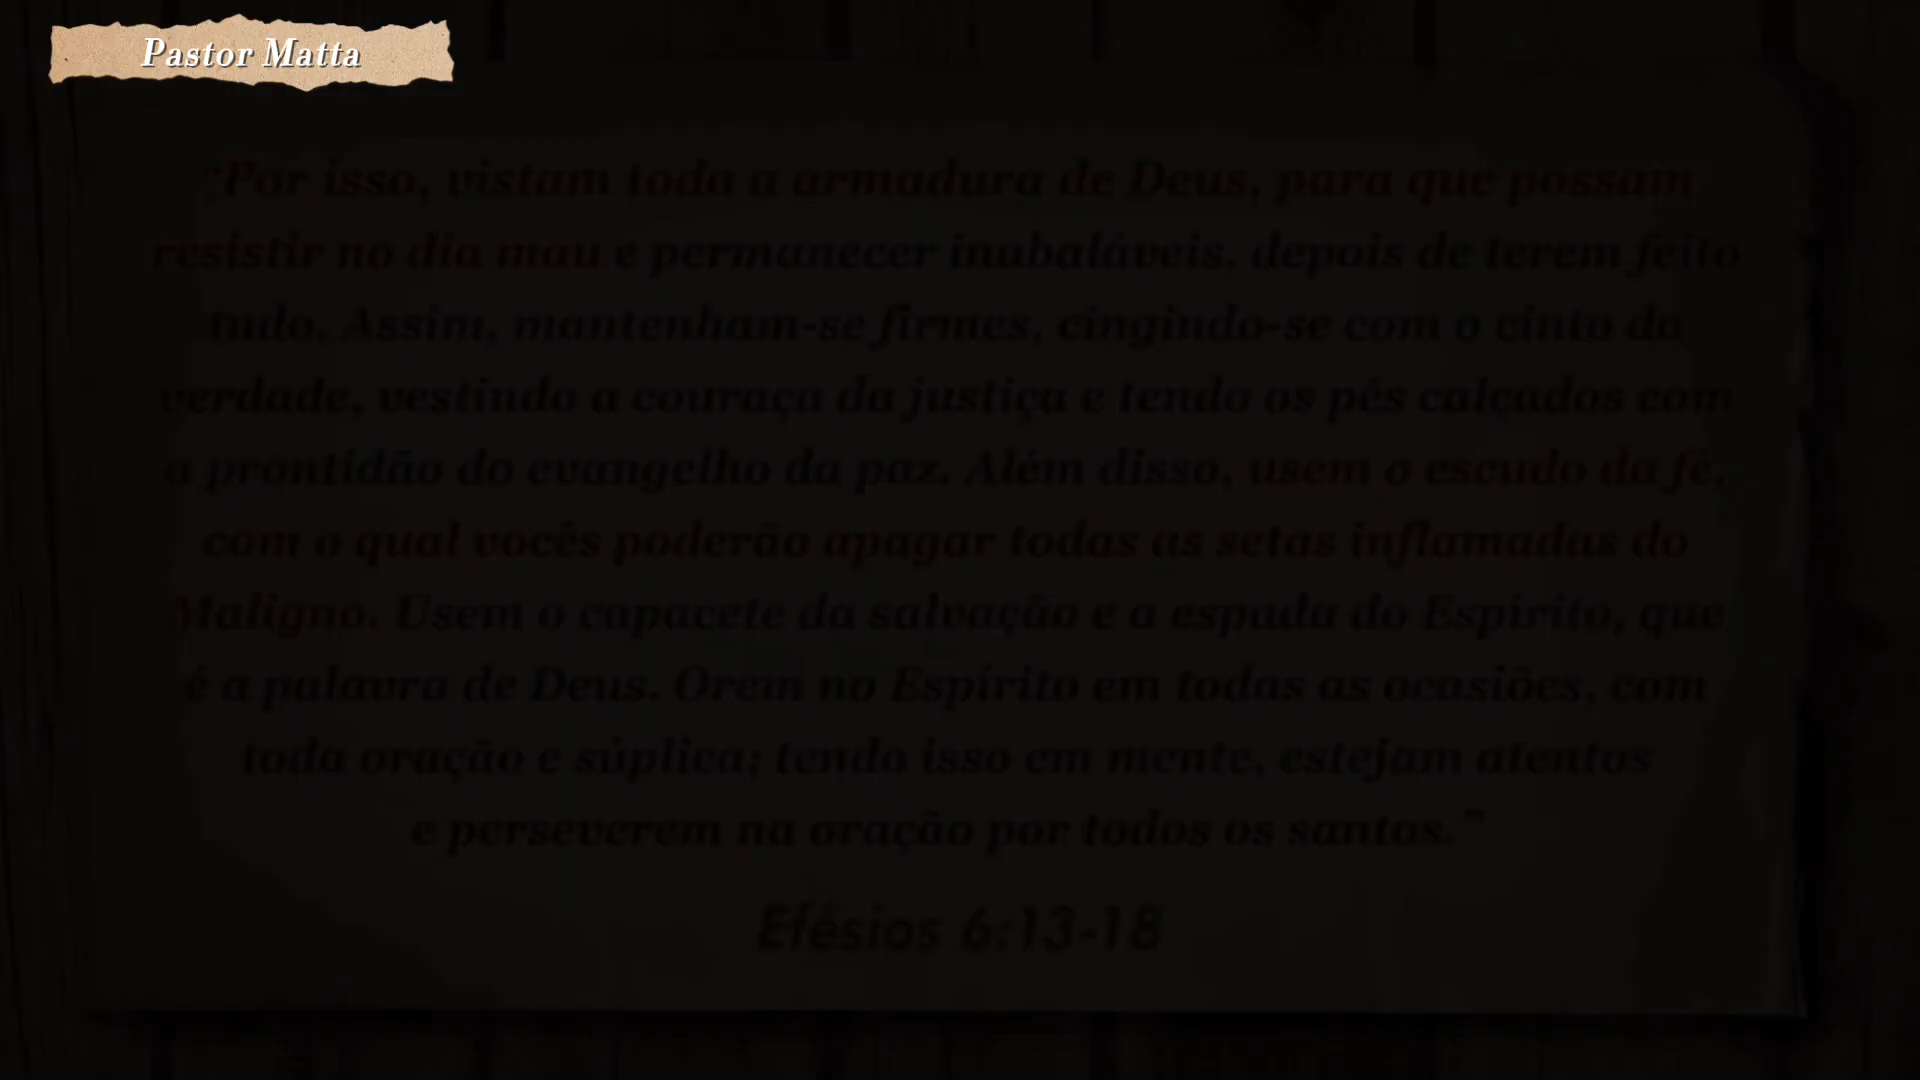 Pastor Matta
“Por isso, vistam toda a armadura de Deus, para que possam
resistir no dia mau e permanecer inabaláveis, depois de terem feito
tudo. Assim, mantenham-se firmes, cingindo-se com o cinto da
verdade, vestindo a couraça da justiça e tendo os pés calçados com
a prontidão do evangelho da paz. Além disso, usem o escudo da fé,
com o qual vocês poderão apagar todas as setas inflamadas do
Maligno. Usem o capacete da salvação e a espada do Espírito, que
é a palavra de Deus. Orem no Espírito em todas as ocasiões, com
toda oração e súplica; tendo isso em mente, estejam atentos
e perseverem na oração por todos os santos.”
Efésios 6:13-18